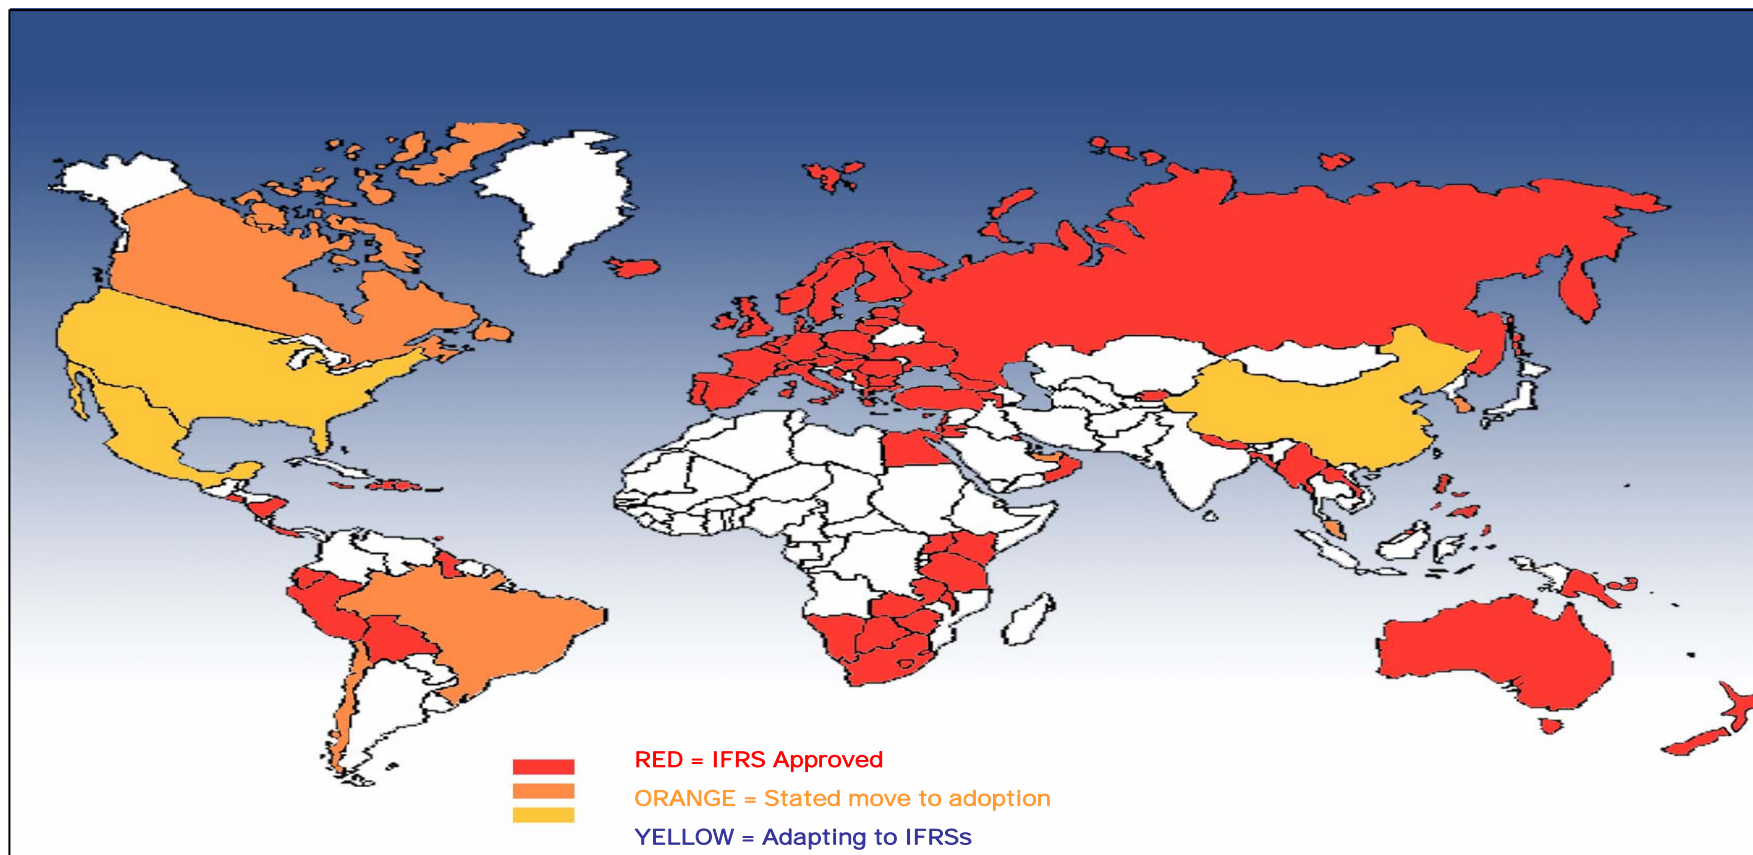 RED = IFRS Approved
ORANGE = Stated move to adoption
YELLOW = Adapting to IFRSs